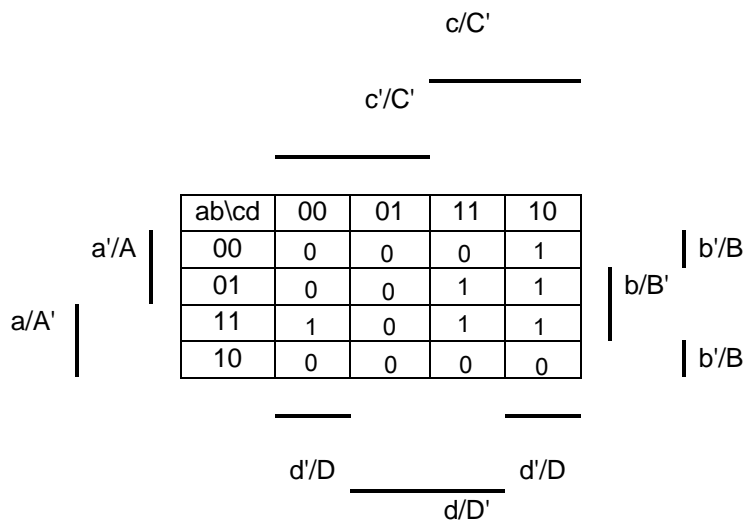 c/C'
c'/C'
ab\cd 00 01 11 10
a'/A 00 0 0 0 1 b'/B
01 0 0 1 1 b/B'
a/A' 11 1 0 1 1
10 0 0 0 0 b'/B
d'/D d'/D
d/D'